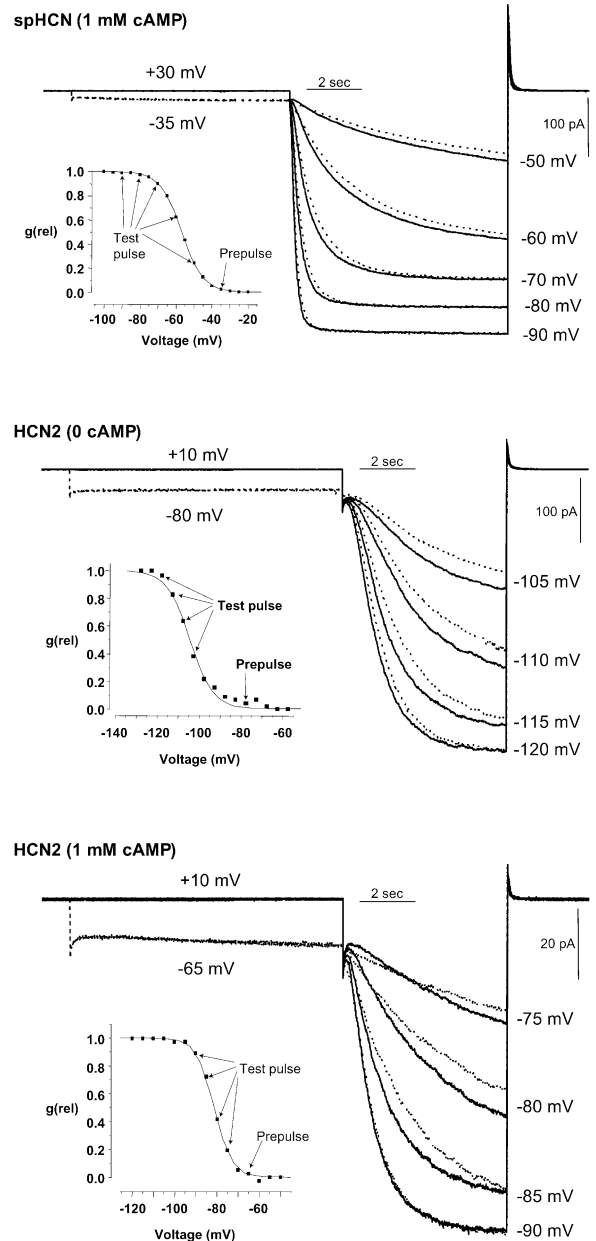 spHCN (1 mM cAMP)
+30 mV
2 sec
-35 mV
100 pA
-50 mV
-60 mV
-70 mV
-80 mV
-90 mV
1.0
0.8
0.6
0.4
0.2
0.0
g(rel)
Test pulse
Prepulse
-100 -80 -60 -40 -20
Voltage (mV)
HCN2 (0 cAMP)
+10 mV
2 sec
-80 mV
100 pA
-105 mV
-110 mV
-115 mV
-120 mV
1.0
0.8
0.6
0.4
0.2
0.0
g(rel)
Test pulse
Prepulse
-140 -120 -100 -80 -60
Voltage (mV)
HCN2 (1 mM cAMP)
+10 mV
2 sec
-65 mV
20 pA
-75 mV
-80 mV
-85 mV
-90 mV
1.0
0.8
0.6
0.4
0.2
0.0
g(rel)
Test pulse
Prepulse
-120 -100 -80 -60
Voltage (mV)